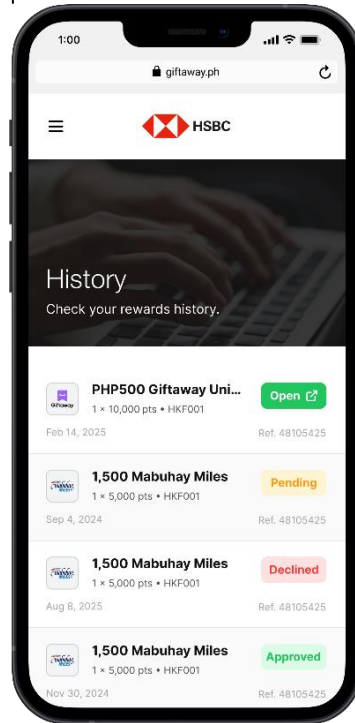 1:00
giftaway.ph
HSBC
History
Check your rewards history.
Giftaway
PHP500 Giftaway Uni...
1 × 10,000 pts • HKF001
Open
Feb 14, 2025
Ref. 48105425
1,500 Mabuhay Miles
1 × 5,000 pts • HKF001
Pending
Sep 4, 2024
Ref. 48105425
1,500 Mabuhay Miles
1 × 5,000 pts • HKF001
Declined
Aug 8, 2025
Ref. 48105425
1,500 Mabuhay Miles
1 × 5,000 pts • HKF001
Approved
Nov 30, 2024
Ref. 48105425